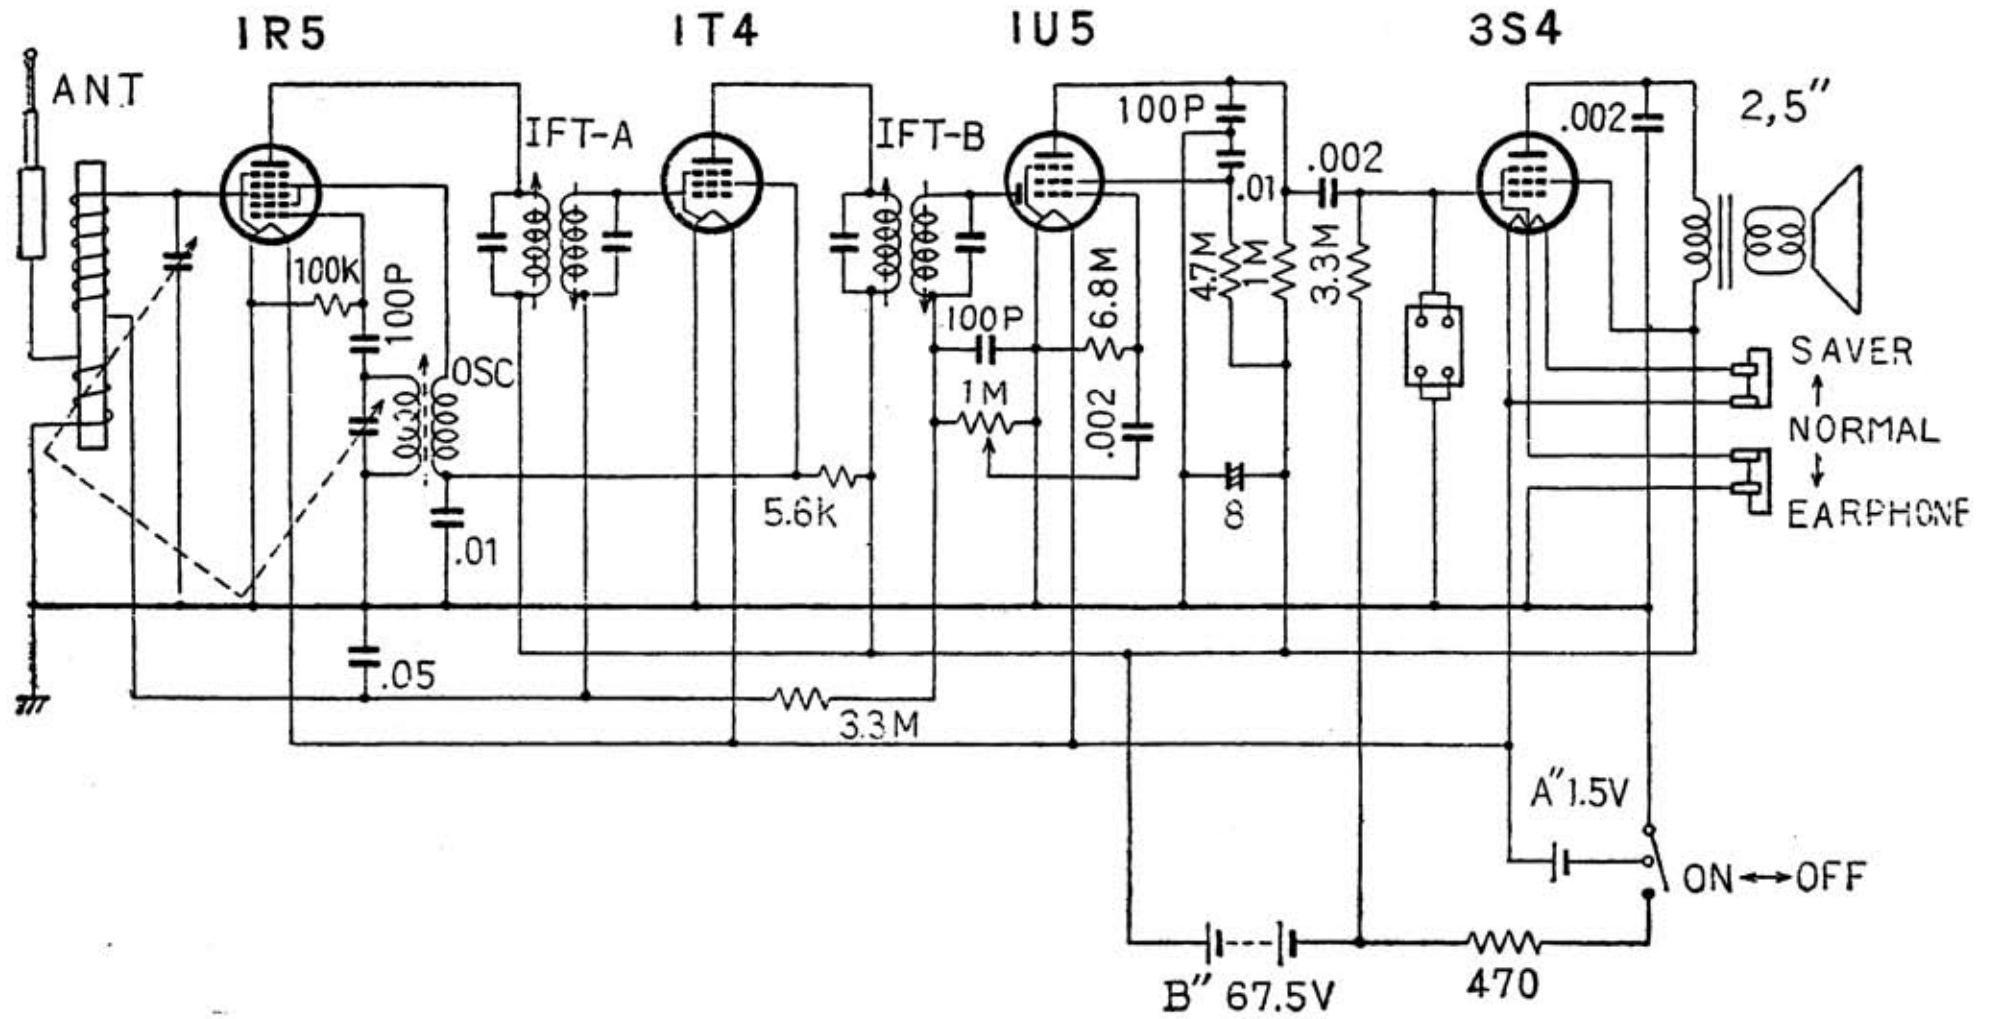 1R5 1T4 1U5 3S4
ANT
IFT-A
IFT-B
100P
.002
2,5"
.002
.01
100K
100P
4.7M
1M
3.3M
6.8M
100P
OSC
1M
.002
SAVER
NORMAL
EARPHONE
5.6K
8
.01
.05
3.3M
A" 1.5V
ON OFF
B" 67.5V
470